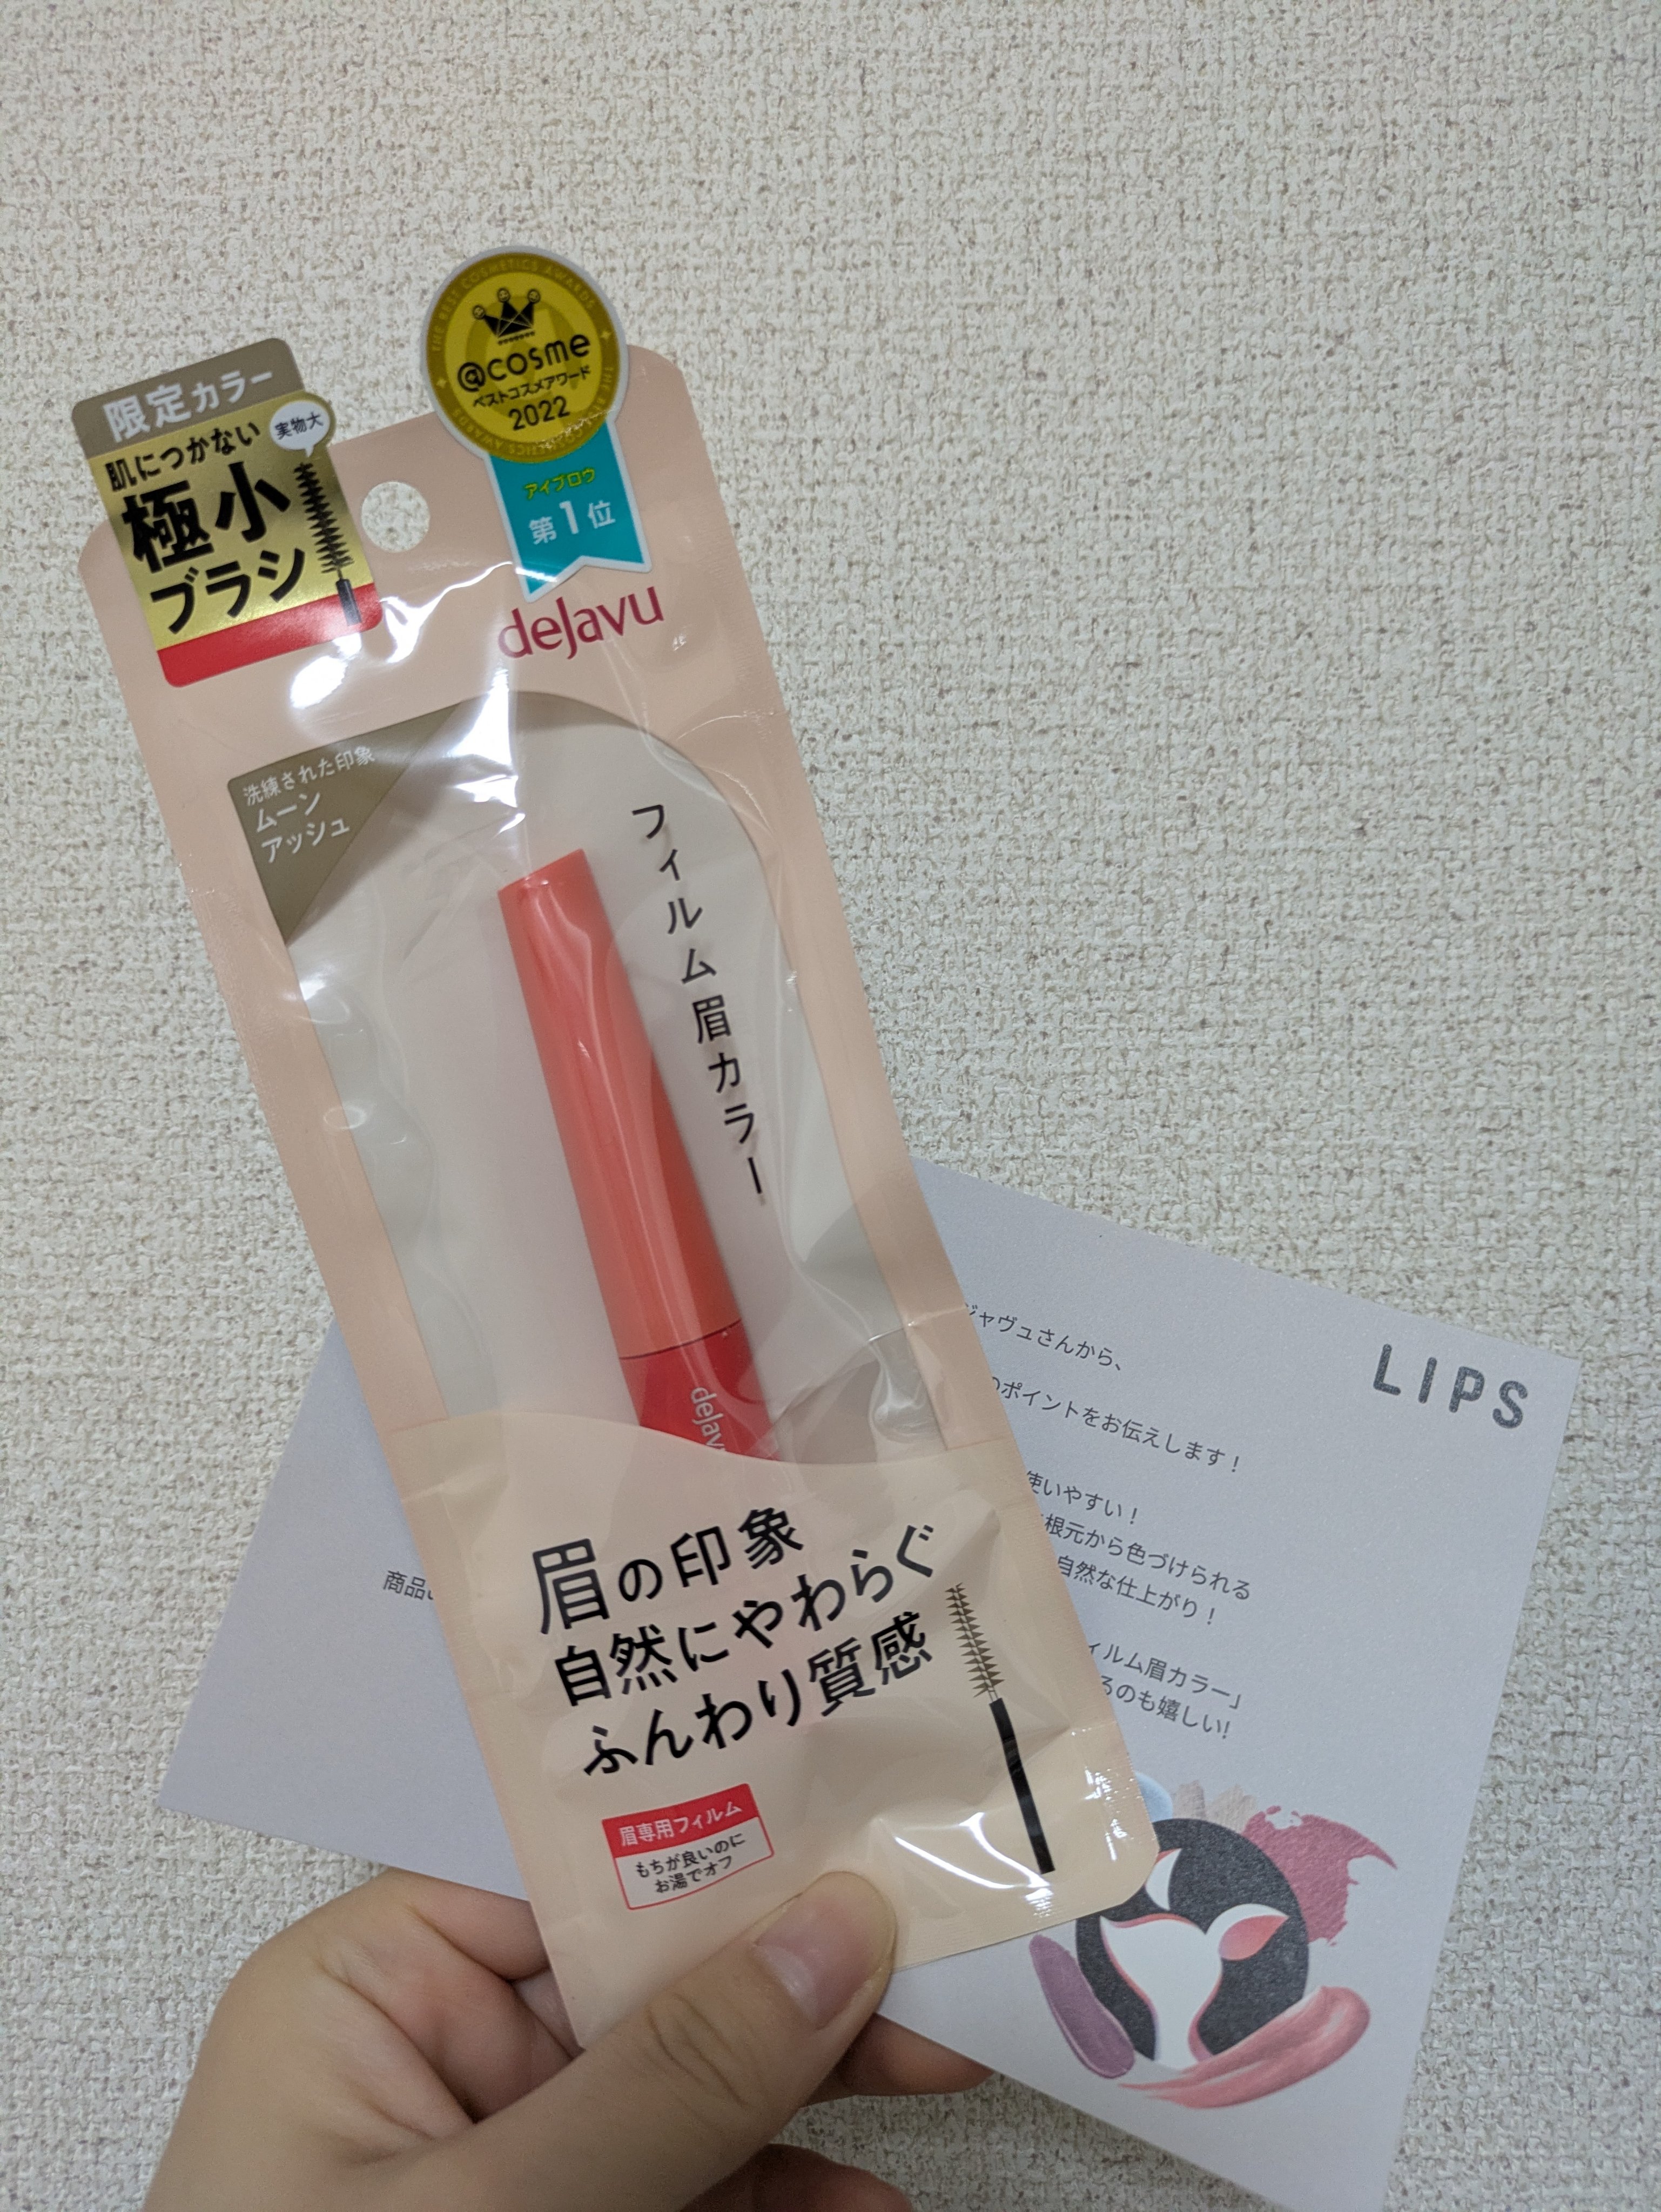 限定カラー
肌につかない
実物大
極小
ブラシ
@cosme
ベストコスメアワード
2022
アイブロウ
第1位
dejavu
洗練された印象
ムーン
アッシュ
フィルム眉カラー
眉の印象
自然にやわらぐ
ふんわり質感
眉専用フィルム
もちが良いのに
お湯でオフ
LIPS
ジャヴュさんから、
のポイントをお伝えします！
使いやすい！
根元から色づけられる
自然な仕上がり！
ィルム眉カラー」
るのも嬉しい!
商品